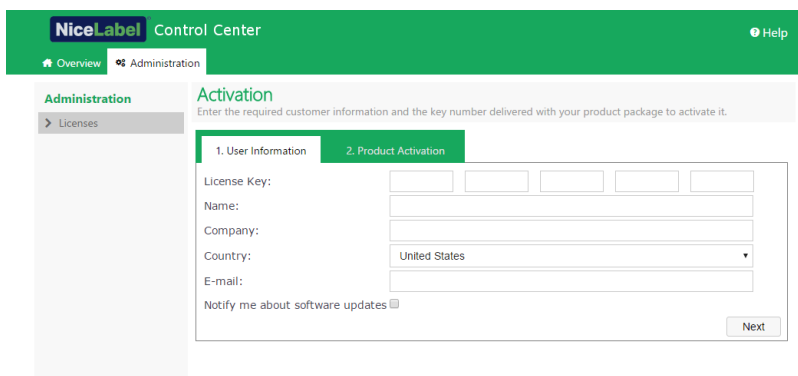 NiceLabel Control Center
Help
Overview Administration
Administration
Licenses
Activation
Enter the required customer information and the key number delivered with your product package to activate it.
1. User Information 2. Product Activation
License Key:
Name:
Company:
Country: United States
E-mail:
Notify me about software updates
Next